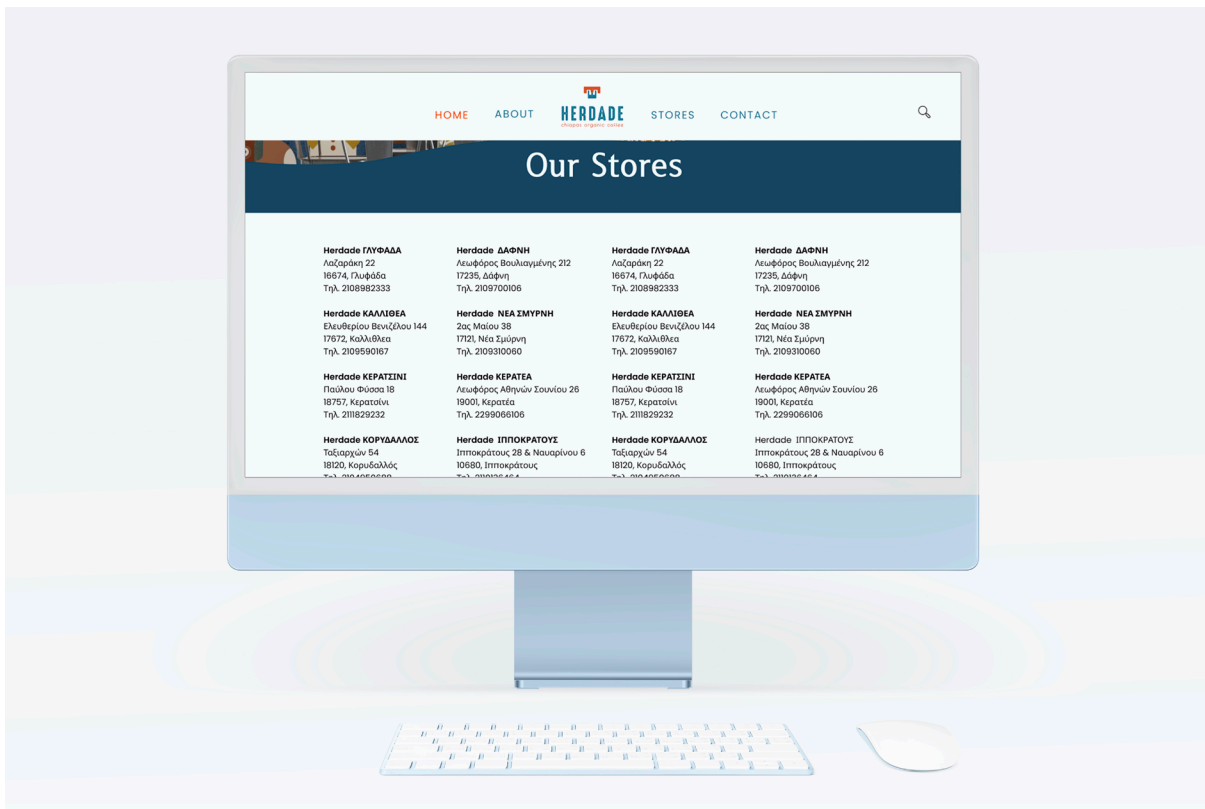 HOME
ABOUT
HERDADE
chiapas organic coffee
STORES
CONTACT
Our Stores
Herdade ΓΛΥΦΑΔΑ
Λαζαράκη 22
16674, Γλυφάδα
Τηλ. 2108982333
Herdade ΔΑΦΝΗ
Λεωφόρος Βουλιαγμένης 212
17235, Δάφνη
Τηλ. 2109700106
Herdade ΓΛΥΦΑΔΑ
Λαζαράκη 22
16674, Γλυφάδα
Τηλ. 2108982333
Herdade ΔΑΦΝΗ
Λεωφόρος Βουλιαγμένης 212
17235, Δάφνη
Τηλ. 2109700106
Herdade ΚΑΛΛΙΘΕΑ
Ελευθερίου Βενιζέλου 144
17672, Καλλιθλεα
Τηλ. 2109590167
Herdade ΝΕΑ ΣΜΥΡΝΗ
2ας Μαίου 38
17121, Νέα Σμύρνη
Τηλ. 2109310060
Herdade ΚΑΛΛΙΘΕΑ
Ελευθερίου Βενιζέλου 144
17672, Καλλιθλεα
Τηλ. 2109590167
Herdade ΝΕΑ ΣΜΥΡΝΗ
2ας Μαίου 38
17121, Νέα Σμύρνη
Τηλ. 2109310060
Herdade ΚΕΡΑΤΣΙΝΙ
Παύλου Φύσσα 18
18757, Κερατσίνι
Τηλ. 2111829232
Herdade ΚΕΡΑΤΕΑ
Λεωφόρος Αθηνών Σουνίου 26
19001, Κερατέα
Τηλ. 2299066106
Herdade ΚΕΡΑΤΣΙΝΙ
Παύλου Φύσσα 18
18757, Κερατσίνι
Τηλ. 2111829232
Herdade ΚΕΡΑΤΕΑ
Λεωφόρος Αθηνών Σουνίου 26
19001, Κερατέα
Τηλ. 2299066106
Herdade ΚΟΡΥΔΑΛΛΟΣ
Ταξιαρχών 54
18120, Κορυδαλλός
Herdade ΙΠΠΟΚΡΑΤΟΥΣ
Ιπποκράτους 28 & Ναυαρίνου 6
10680, Ιπποκράτους
Herdade ΚΟΡΥΔΑΛΛΟΣ
Ταξιαρχών 54
18120, Κορυδαλλός
Herdade ΙΠΠΟΚΡΑΤΟΥΣ
Ιπποκράτους 28 & Ναυαρίνου 6
10680, Ιπποκράτους